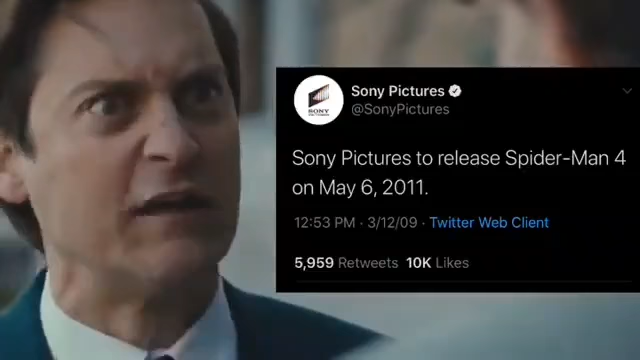 Sony Pictures
@SonyPictures
SONY
Sony Pictures to release Spider-Man 4
on May 6, 2011.
12:53 PM · 3/12/09 · Twitter Web Client
5,959 Retweets 10K Likes